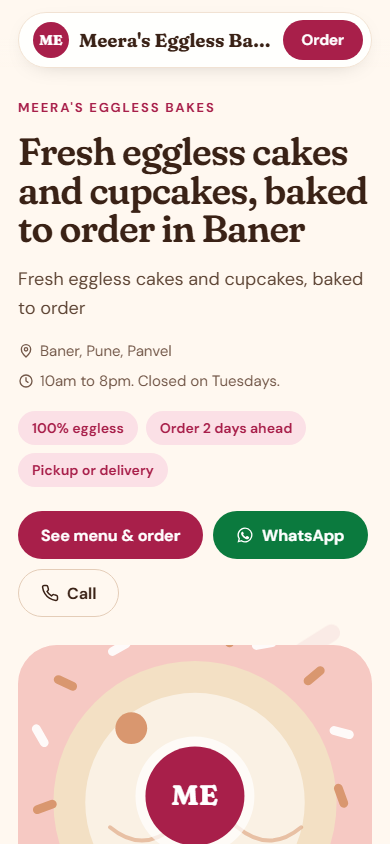 ME
Meera's Eggless Ba...
Order
MEERA'S EGGLESS BAKES
Fresh eggless cakes
and cupcakes, baked
to order in Baner
Fresh eggless cakes and cupcakes, baked
to order
Baner, Pune, Panvel
10am to 8pm. Closed on Tuesdays.
100% eggless
Order 2 days ahead
Pickup or delivery
See menu & order
WhatsApp
Call
ME